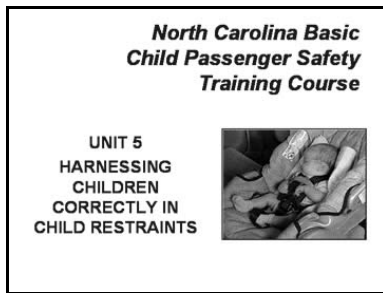 North Carolina Basic
Child Passenger Safety
Training Course
UNIT 5
HARNESSING
CHILDREN
CORRECTLY IN
CHILD RESTRAINTS